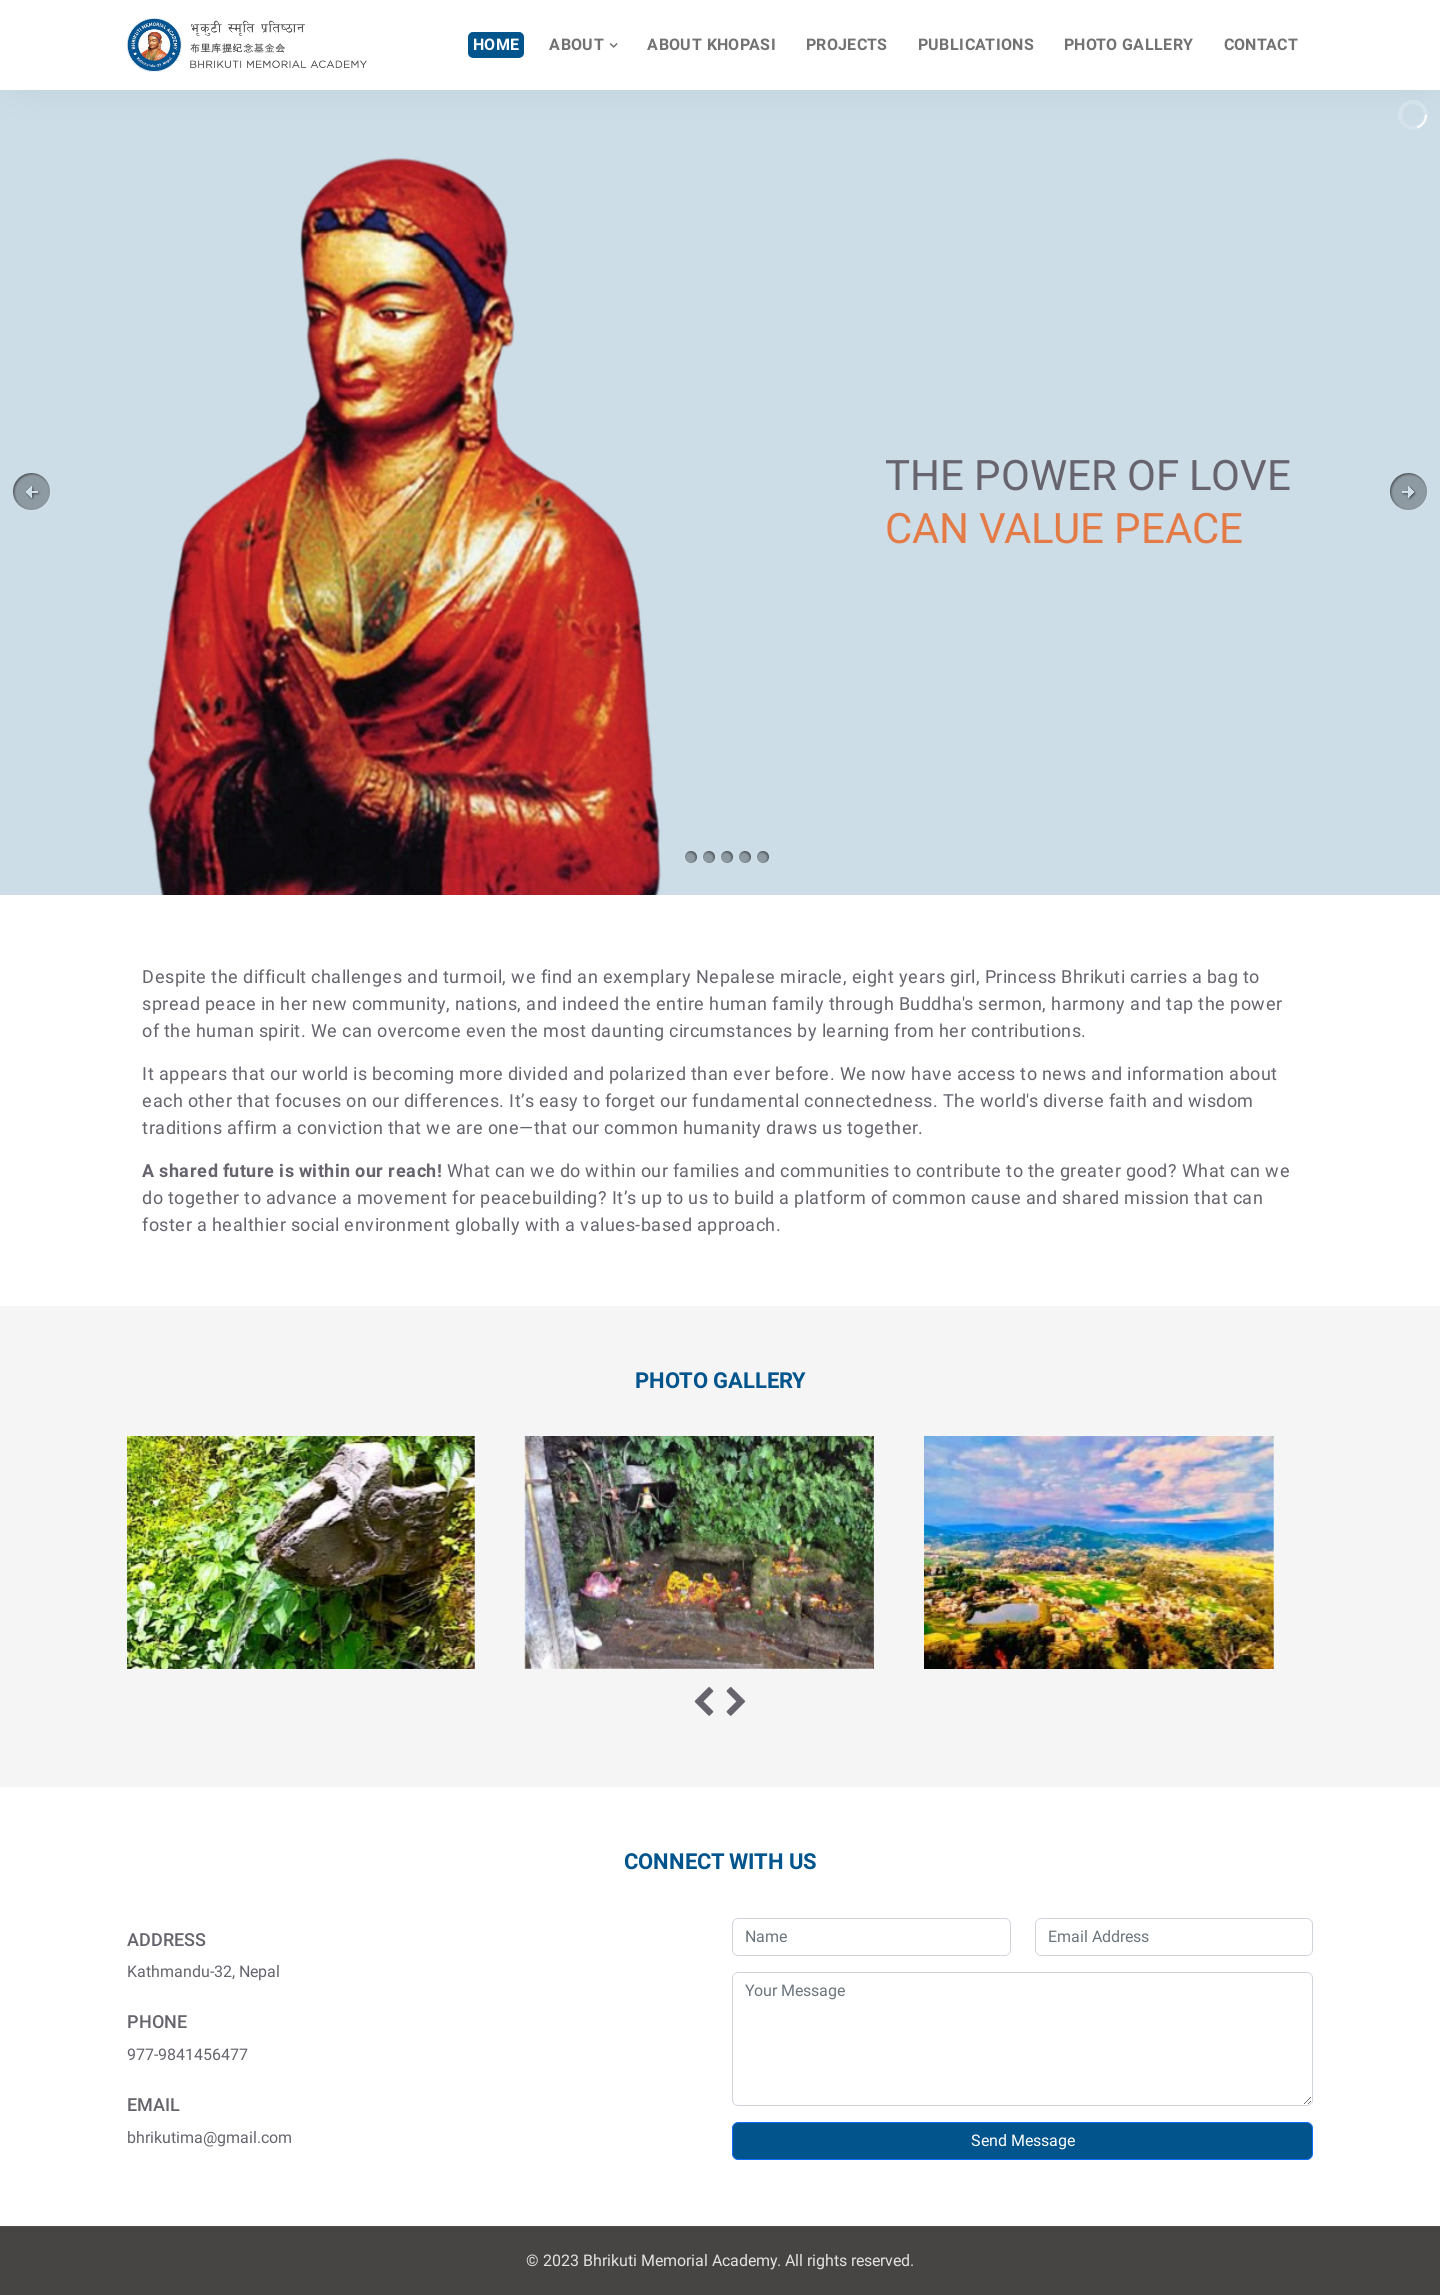 भृकुटी स्मृति प्रतिष्ठान
布里库提纪念基金会
BHRIKUTI MEMORIAL ACADEMY
HOME ABOUT ABOUT KHOPASI PROJECTS PUBLICATIONS PHOTO GALLERY CONTACT
THE POWER OF LOVE
CAN VALUE PEACE
Despite the difficult challenges and turmoil, we find an exemplary Nepalese miracle, eight years girl, Princess Bhrikuti carries a bag to
spread peace in her new community, nations, and indeed the entire human family through Buddha's sermon, harmony and tap the power
of the human spirit. We can overcome even the most daunting circumstances by learning from her contributions.
It appears that our world is becoming more divided and polarized than ever before. We now have access to news and information about
each other that focuses on our differences. It’s easy to forget our fundamental connectedness. The world's diverse faith and wisdom
traditions affirm a conviction that we are one—that our common humanity draws us together.
A shared future is within our reach! What can we do within our families and communities to contribute to the greater good? What can we
do together to advance a movement for peacebuilding? It’s up to us to build a platform of common cause and shared mission that can
foster a healthier social environment globally with a values-based approach.
PHOTO GALLERY
CONNECT WITH US
ADDRESS
Kathmandu-32, Nepal
PHONE
977-9841456477
EMAIL
bhrikutima@gmail.com
Name
Email Address
Your Message
Send Message
© 2023 Bhrikuti Memorial Academy. All rights reserved.